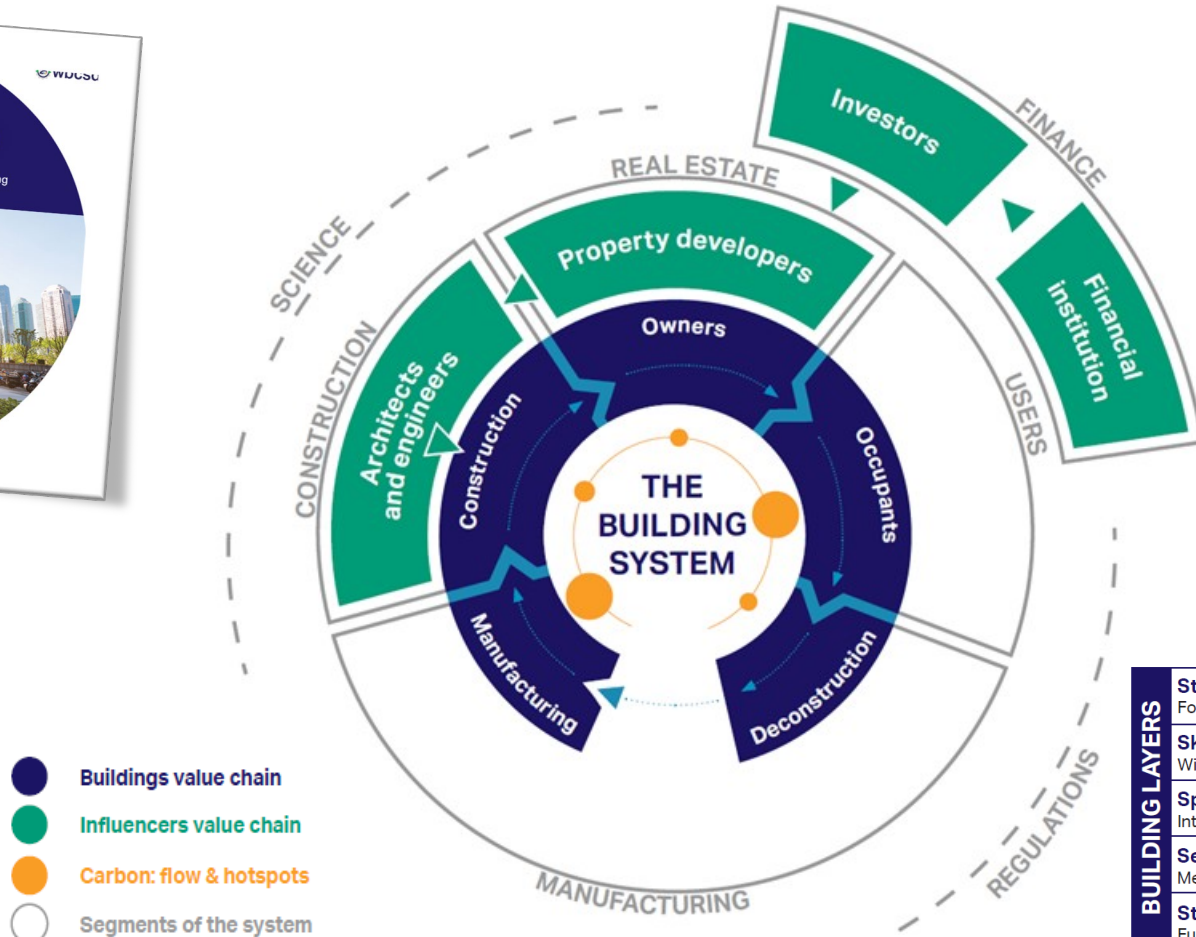 wbcsd
SCIENCE
CONSTRUCTION
REAL ESTATE
FINANCE
USERS
MANUFACTURING
REGULATIONS
Investors
Financial
institution
Property developers
Architects
and engineers
Owners
Occupants
Construction
Manufacturing
Deconstruction
THE
BUILDING
SYSTEM
Buildings value chain
Influencers value chain
Carbon: flow & hotspots
Segments of the system
BUILDING LAYERS